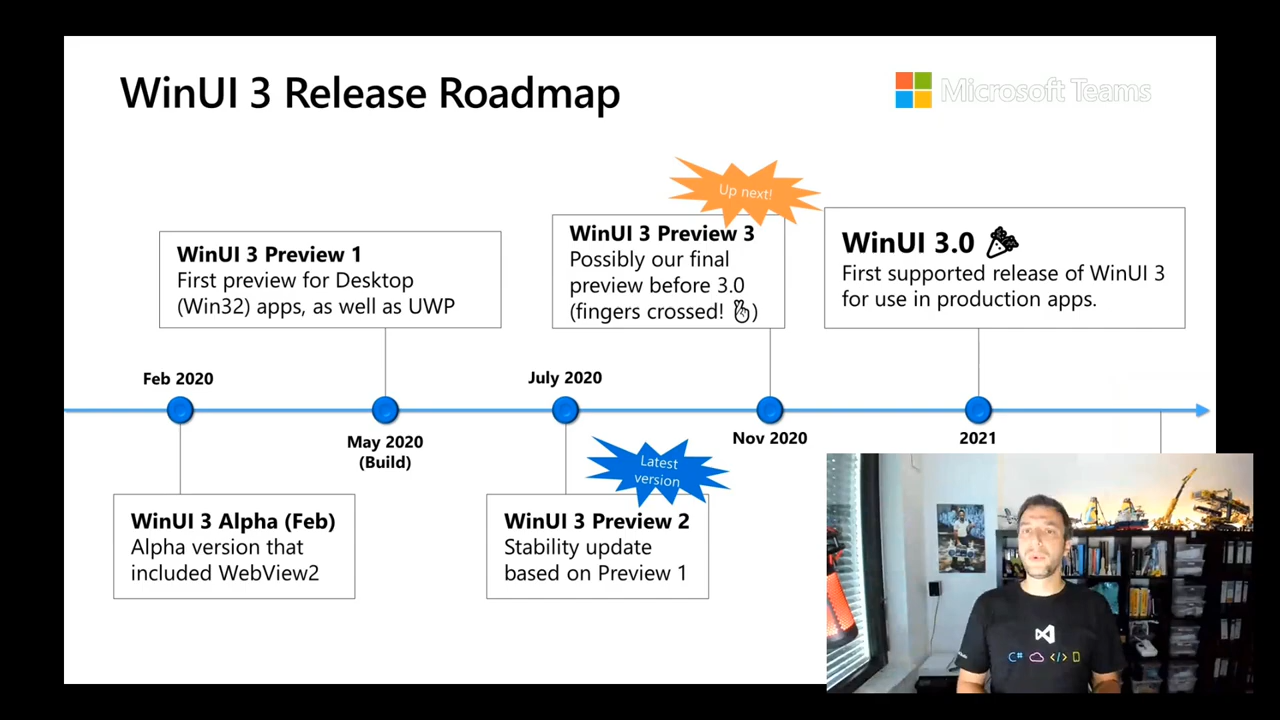 WinUI 3 Release Roadmap
Microsoft Teams
Up next!
WinUI 3 Preview 1
First preview for Desktop
(Win32) apps, as well as UWP
WinUI 3 Preview 3
Possibly our final
preview before 3.0
(fingers crossed! 🤞)
WinUI 3.0 🎉
First supported release of WinUI 3
for use in production apps.
Feb 2020
July 2020
May 2020
(Build)
Nov 2020
2021
Latest
version
WinUI 3 Alpha (Feb)
Alpha version that
included WebView2
WinUI 3 Preview 2
Stability update
based on Preview 1
C# </>